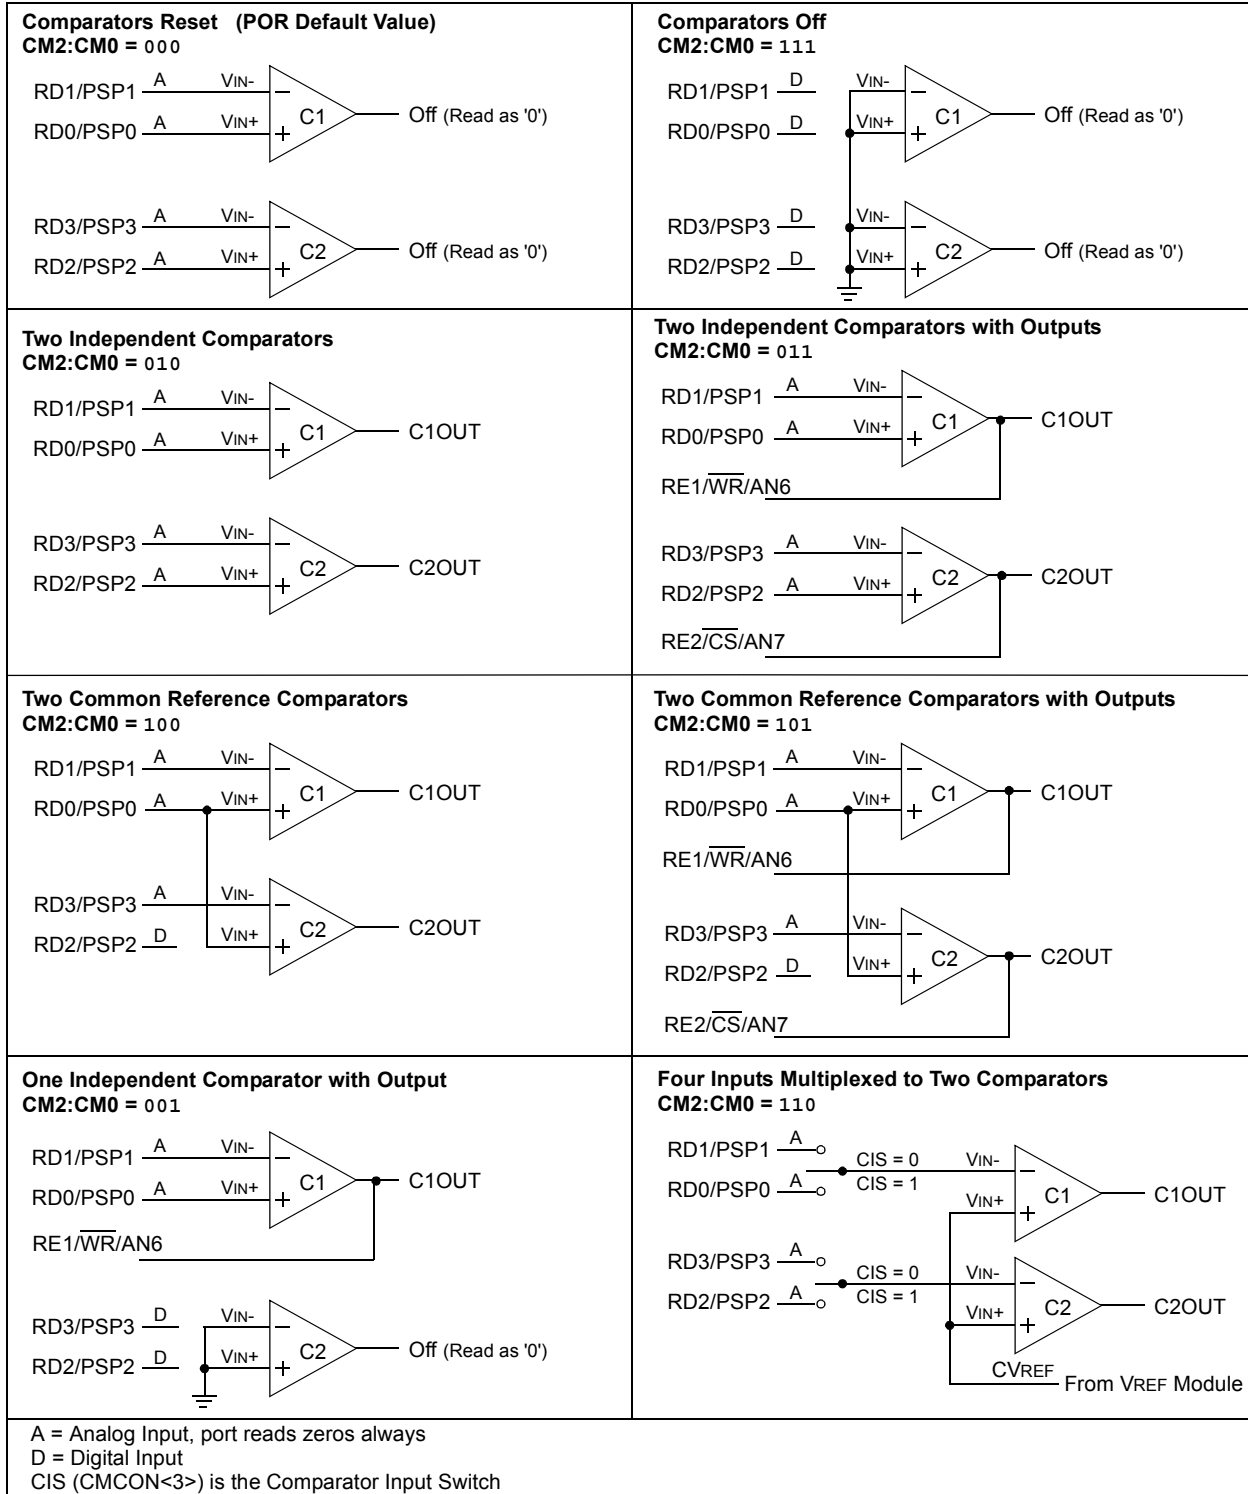 Comparators Reset (POR Default Value)
CM2:CM0 = 000
RD1/PSP1 A VIN-
RD0/PSP0 A VIN+
C1
Off (Read as '0')
RD3/PSP3 A VIN-
RD2/PSP2 A VIN+
C2
Off (Read as '0')
Comparators Off
CM2:CM0 = 111
RD1/PSP1 D VIN-
RD0/PSP0 D VIN+
C1
Off (Read as '0')
RD3/PSP3 D VIN-
RD2/PSP2 D VIN+
C2
Off (Read as '0')
Two Independent Comparators
CM2:CM0 = 010
RD1/PSP1 A VIN-
RD0/PSP0 A VIN+
C1
C1OUT
RD3/PSP3 A VIN-
RD2/PSP2 A VIN+
C2
C2OUT
Two Independent Comparators with Outputs
CM2:CM0 = 011
RD1/PSP1 A VIN-
RD0/PSP0 A VIN+
C1
C1OUT
RE1/WR/AN6
RD3/PSP3 A VIN-
RD2/PSP2 A VIN+
C2
C2OUT
RE2/CS/AN7
Two Common Reference Comparators
CM2:CM0 = 100
RD1/PSP1 A VIN-
RD0/PSP0 A VIN+
C1
C1OUT
RD3/PSP3 A VIN-
RD2/PSP2 D VIN+
C2
C2OUT
Two Common Reference Comparators with Outputs
CM2:CM0 = 101
RD1/PSP1 A VIN-
RD0/PSP0 A VIN+
C1
C1OUT
RE1/WR/AN6
RD3/PSP3 A VIN-
RD2/PSP2 D VIN+
C2
C2OUT
RE2/CS/AN7
One Independent Comparator with Output
CM2:CM0 = 001
RD1/PSP1 A VIN-
RD0/PSP0 A VIN+
C1
C1OUT
RE1/WR/AN6
RD3/PSP3 D VIN-
RD2/PSP2 D VIN+
C2
Off (Read as '0')
Four Inputs Multiplexed to Two Comparators
CM2:CM0 = 110
RD1/PSP1 A
CIS = 0 VIN-
RD0/PSP0 A CIS = 1
VIN+
C1
C1OUT
RD3/PSP3 A
CIS = 0 VIN-
RD2/PSP2 A CIS = 1
VIN+
C2
C2OUT
CVREF
From VREF Module
A = Analog Input, port reads zeros always
D = Digital Input
CIS (CMCON<3>) is the Comparator Input Switch